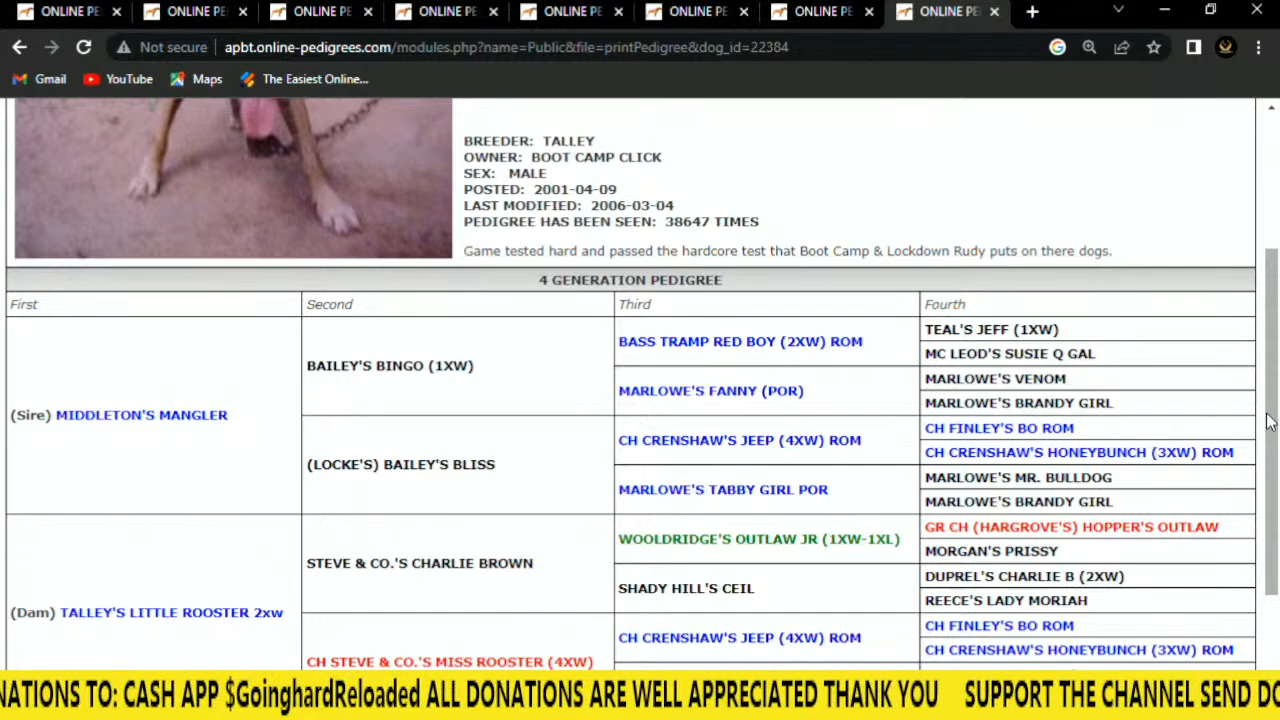 ONLINE PE ONLINE PE ONLINE PE ONLINE PE ONLINE PE ONLINE PE ONLINE PE ONLINE PE
Not secure apbt.online-pedigrees.com/modules.php?name=Public&file=printPedigree&dog_id=22384
Gmail YouTube Maps The Easiest Online...
BREEDER: TALLEY
OWNER: BOOT CAMP CLICK
SEX: MALE
POSTED: 2001-04-09
LAST MODIFIED: 2006-03-04
PEDIGREE HAS BEEN SEEN: 38647 TIMES
Game tested hard and passed the hardcore test that Boot Camp & Lockdown Rudy puts on there dogs.
4 GENERATION PEDIGREE
First Second Third Fourth
(Sire) MIDDLETON'S MANGLER
BAILEY'S BINGO (1XW)
BASS TRAMP RED BOY (2XW) ROM
TEAL'S JEFF (1XW)
MC LEOD'S SUSIE Q GAL
MARLOWE'S FANNY (POR)
MARLOWE'S VENOM
MARLOWE'S BRANDY GIRL
(LOCKE'S) BAILEY'S BLISS
CH CRENSHAW'S JEEP (4XW) ROM
CH FINLEY'S BO ROM
CH CRENSHAW'S HONEYBUNCH (3XW) ROM
MARLOWE'S TABBY GIRL POR
MARLOWE'S MR. BULLDOG
MARLOWE'S BRANDY GIRL
(Dam) TALLEY'S LITTLE ROOSTER 2xw
STEVE & CO.'S CHARLIE BROWN
WOOLDRIDGE'S OUTLAW JR (1XW-1XL)
GR CH (HARGROVE'S) HOPPER'S OUTLAW
MORGAN'S PRISSY
SHADY HILL'S CEIL
DUPREL'S CHARLIE B (2XW)
REECE'S LADY MORIAH
CH STEVE & CO.'S MISS ROOSTER (4XW)
CH CRENSHAW'S JEEP (4XW) ROM
CH FINLEY'S BO ROM
CH CRENSHAW'S HONEYBUNCH (3XW) ROM
NATIONS TO: CASH APP $GoinghardReloaded ALL DONATIONS ARE WELL APPRECIATED THANK YOU SUPPORT THE CHANNEL SEND DO